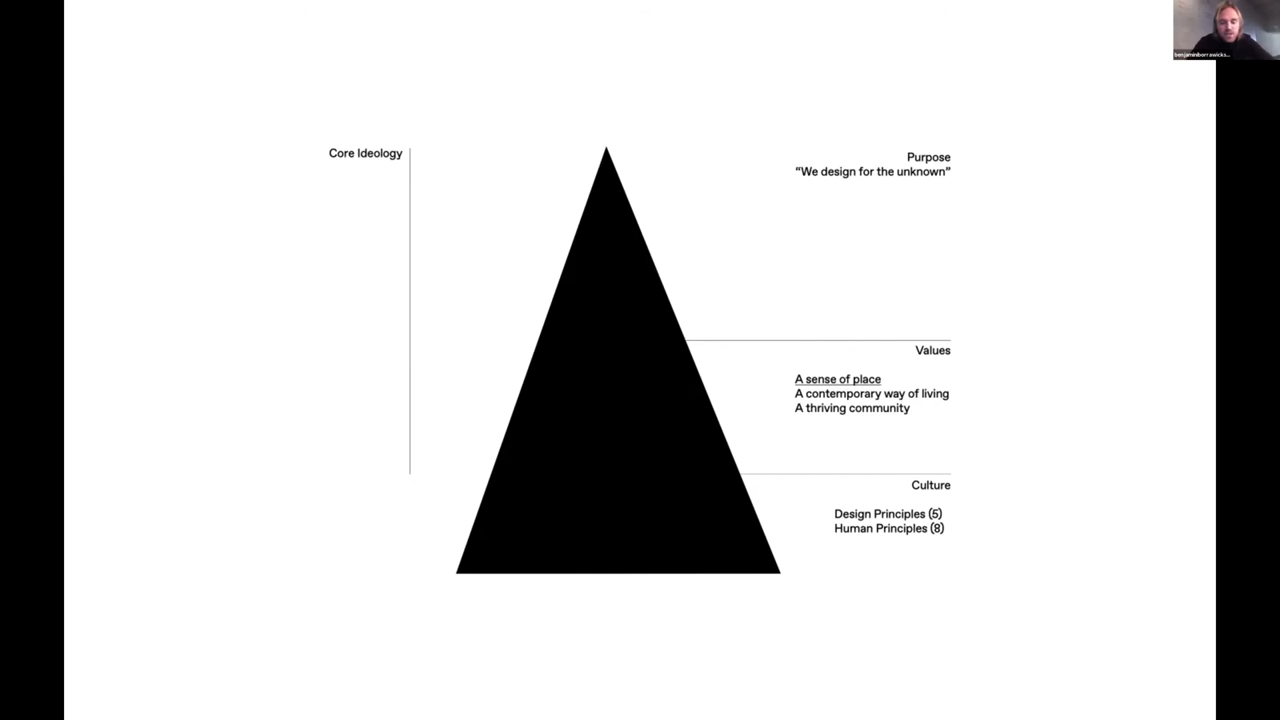 benjaminborrawicks...
Core Ideology
Purpose
“We design for the unknown”
Values
A sense of place
A contemporary way of living
A thriving community
Culture
Design Principles (5)
Human Principles (8)